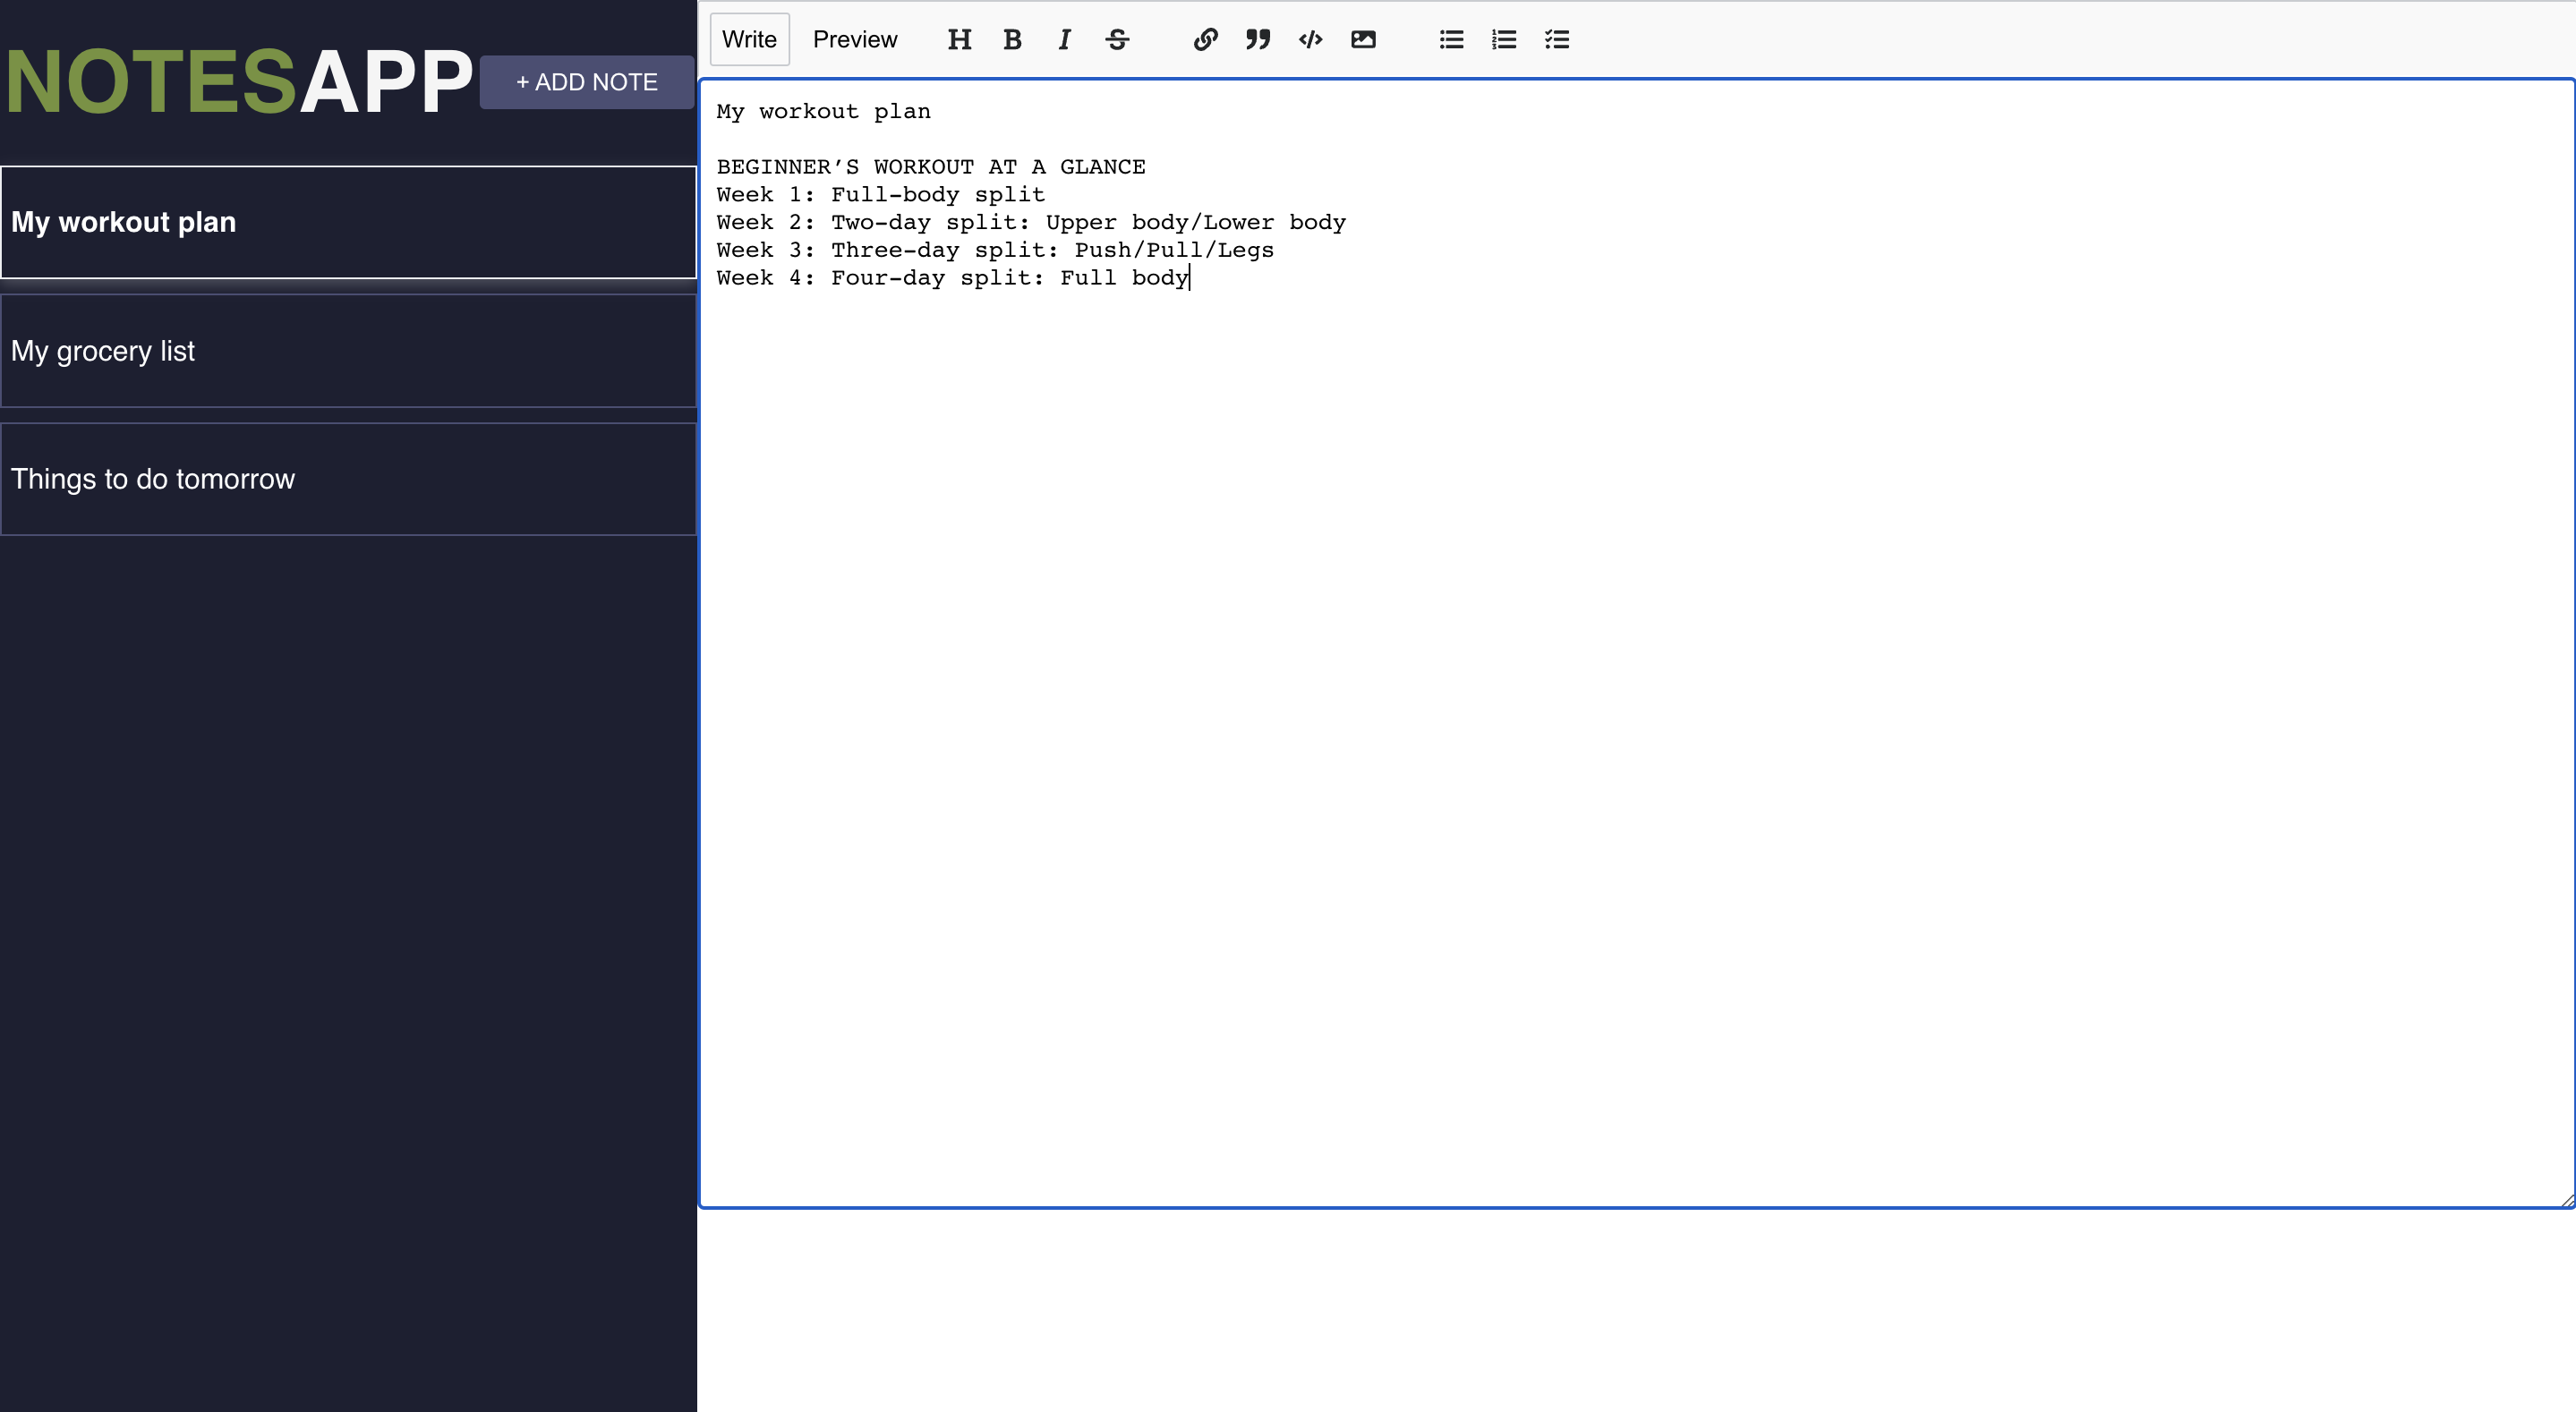 NOTESAPP
+ ADD NOTE
My workout plan
My grocery list
Things to do tomorrow
Write Preview H B I S
My workout plan
BEGINNER’S WORKOUT AT A GLANCE
Week 1: Full-body split
Week 2: Two-day split: Upper body/Lower body
Week 3: Three-day split: Push/Pull/Legs
Week 4: Four-day split: Full body